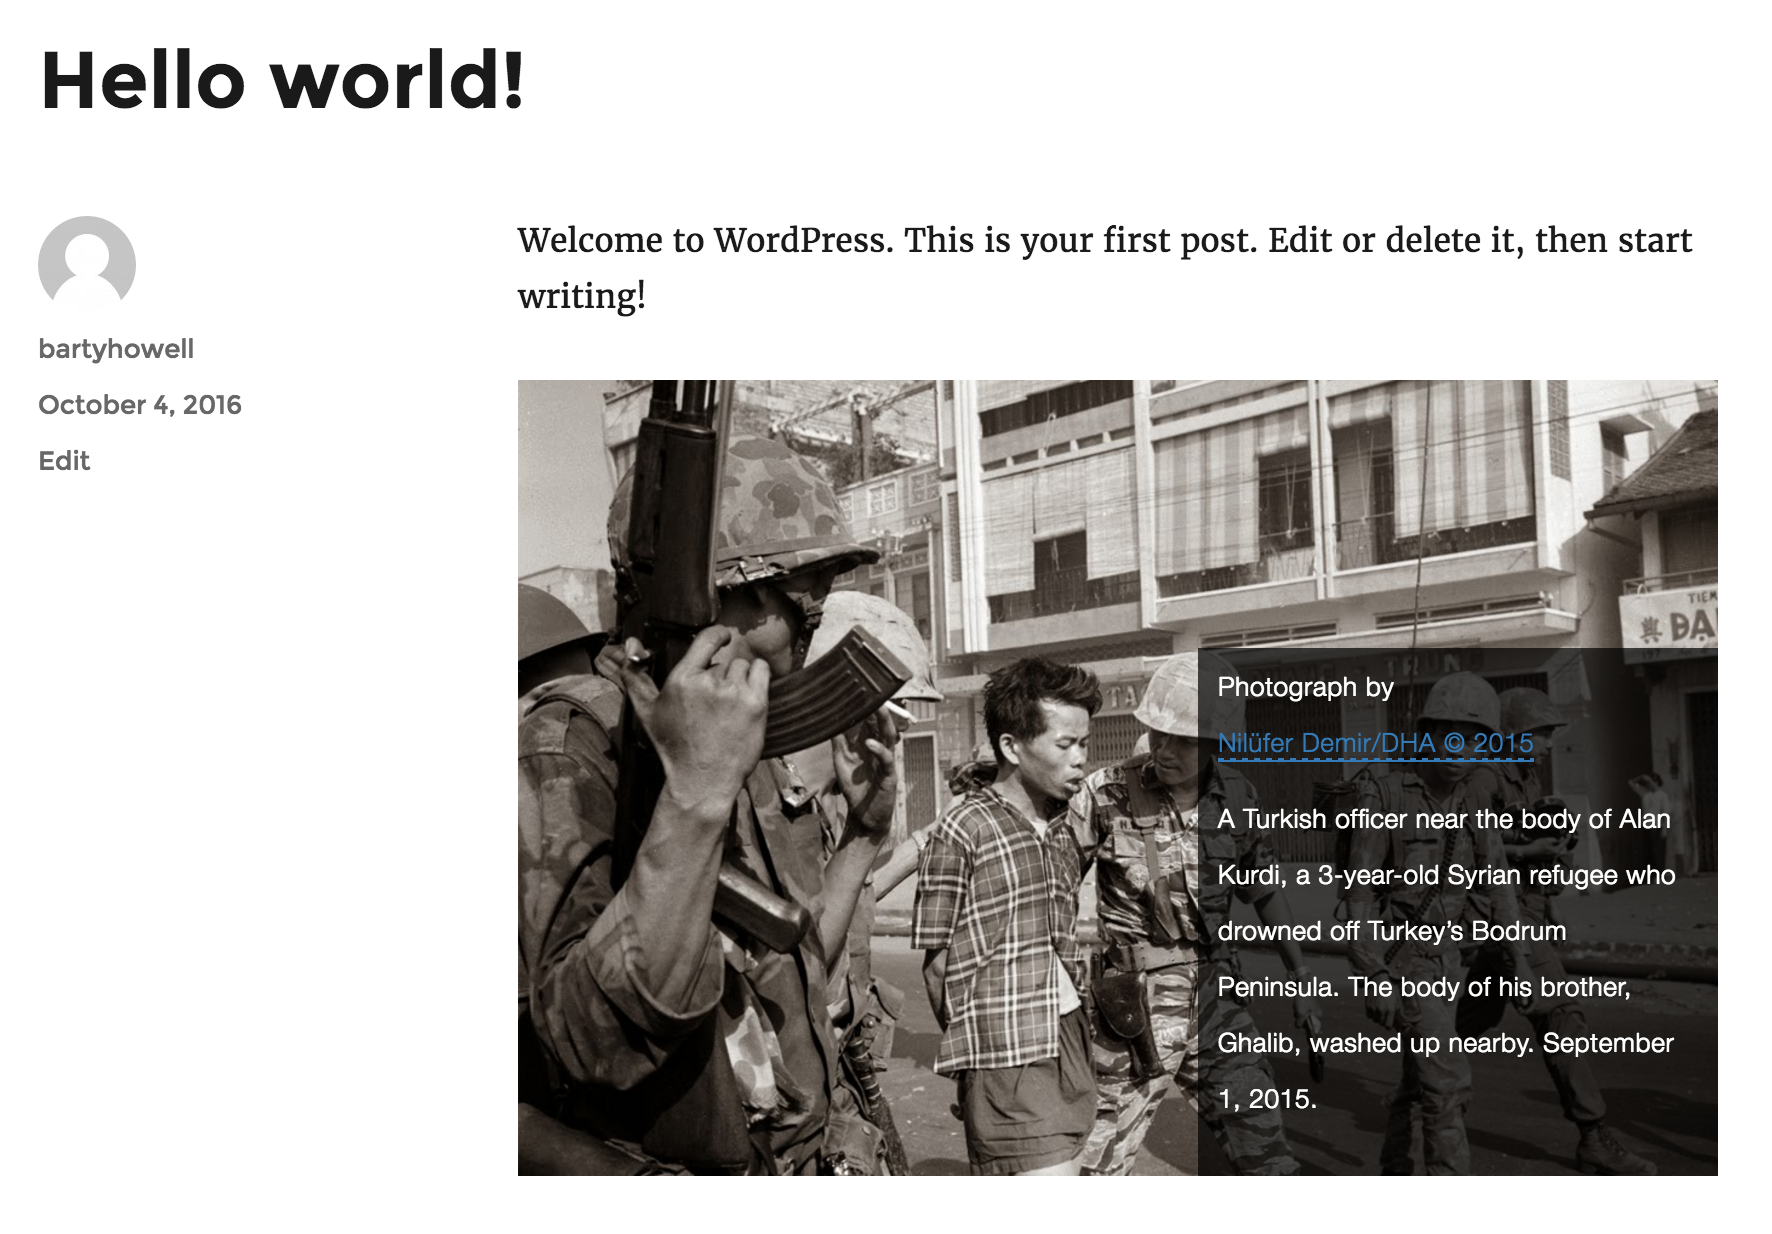 Hello world!
bartyhowell
October 4, 2016
Edit
Welcome to WordPress. This is your first post. Edit or delete it, then start
writing!
TIEM
興 ĐẠ
Photograph by
Nilüfer Demir/DHA © 2015
A Turkish officer near the body of Alan
Kurdi, a 3-year-old Syrian refugee who
drowned off Turkey’s Bodrum
Peninsula. The body of his brother,
Ghalib, washed up nearby. September
1, 2015.